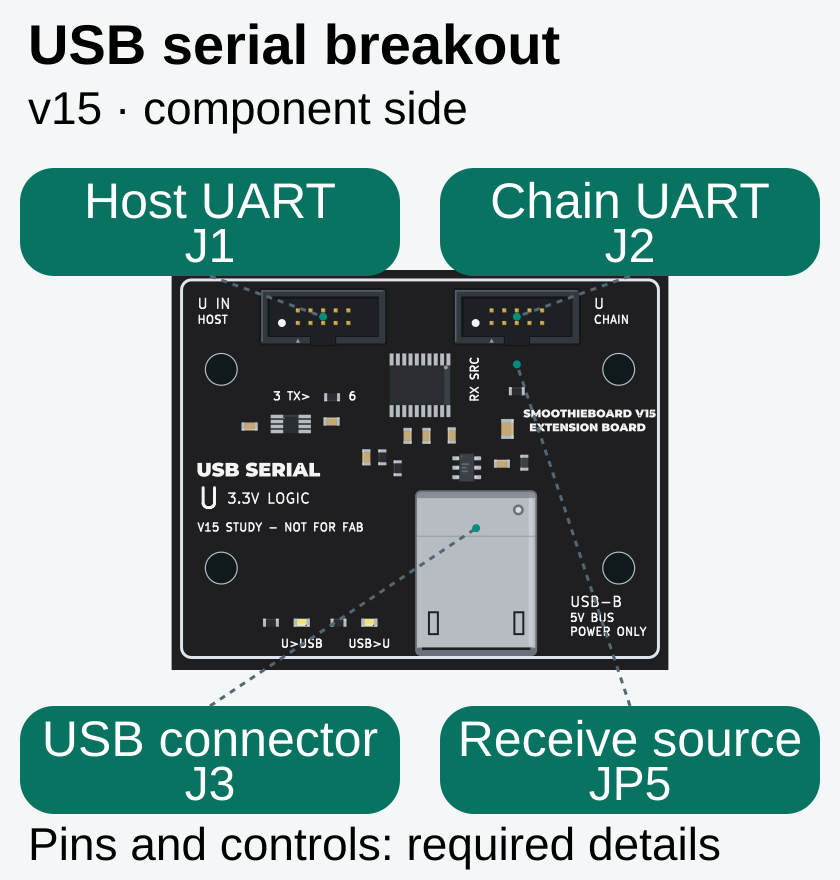 USB serial breakout
v15 · component side
Host UART
J1
Chain UART
J2
U IN
HOST
U
CHAIN
RX SRC
3 TX>
6
SMOOTHIEBOARD V15
EXTENSION BOARD
USB SERIAL
U 3.3V LOGIC
V15 STUDY – NOT FOR FAB
USB–B
5V BUS
POWER ONLY
U>USB
USB>U
USB connector
J3
Receive source
JP5
Pins and controls: required details